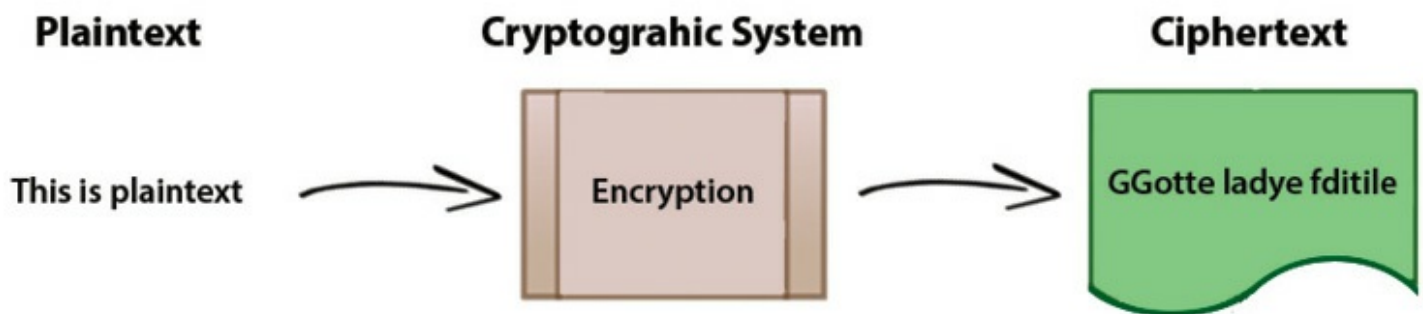 Plaintext
Cryptograhic System
Ciphertext
This is plaintext
Encryption
GGotte ladye fditile